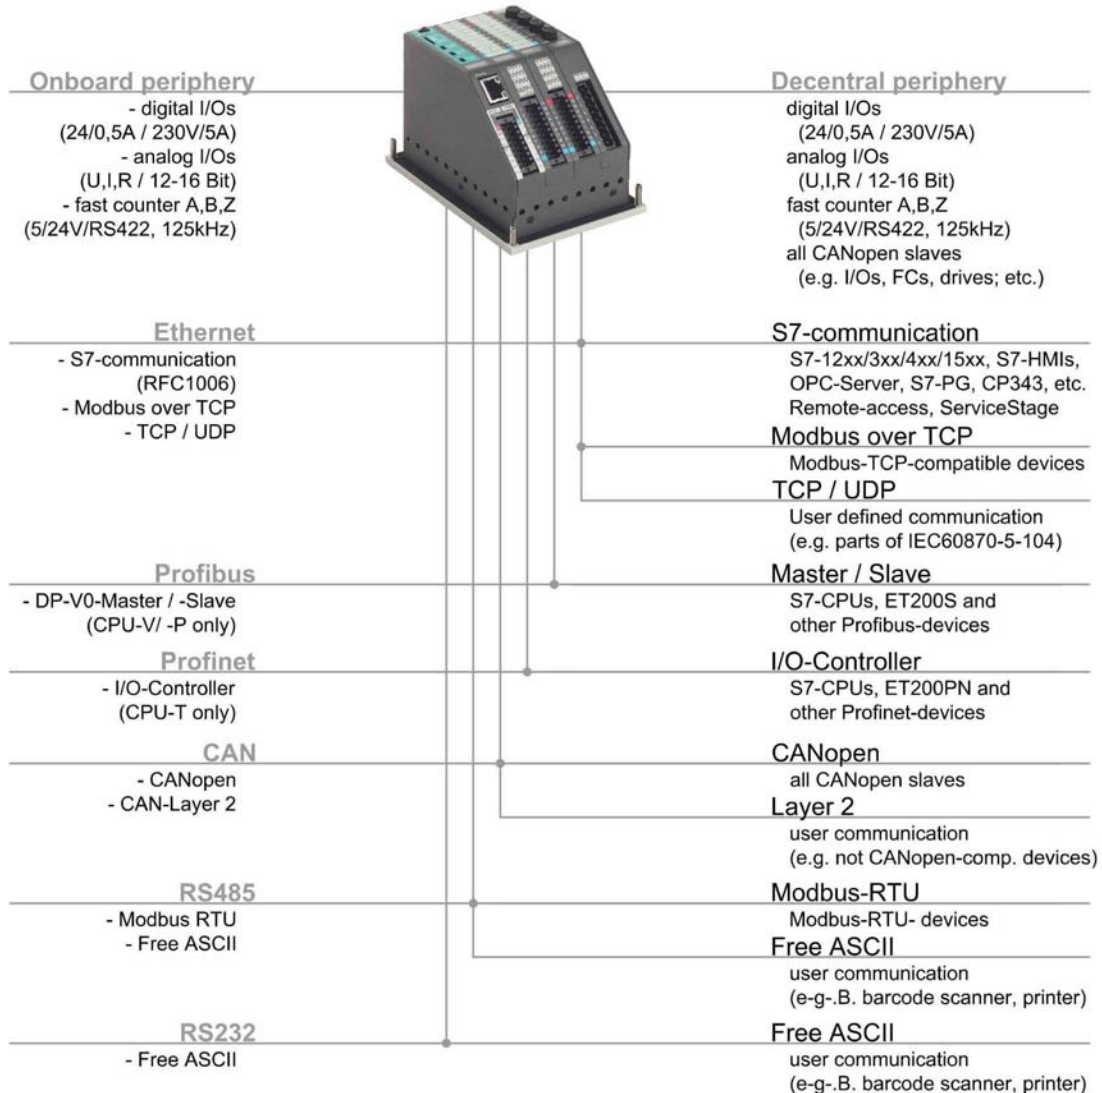 Onboard periphery
- digital I/Os
(24/0,5A / 230V/5A)
- analog I/Os
(U,I,R / 12-16 Bit)
- fast counter A,B,Z
(5/24V/RS422, 125kHz)
Decentral periphery
digital I/Os
(24/0,5A / 230V/5A)
analog I/Os
(U,I,R / 12-16 Bit)
fast counter A,B,Z
(5/24V/RS422, 125kHz)
all CANopen slaves
(e.g. I/Os, FCs, drives; etc.)
Ethernet
- S7-communication
(RFC1006)
- Modbus over TCP
- TCP / UDP
S7-communication
S7-12xx/3xx/4xx/15xx, S7-HMIs,
OPC-Server, S7-PG, CP343, etc.
Remote-access, ServiceStage
Modbus over TCP
Modbus-TCP-compatible devices
TCP / UDP
User defined communication
(e.g. parts of IEC60870-5-104)
Profibus
- DP-V0-Master / -Slave
(CPU-V/ -P only)
Master / Slave
S7-CPUs, ET200S and
other Profibus-devices
Profinet
- I/O-Controller
(CPU-T only)
I/O-Controller
S7-CPUs, ET200PN and
other Profinet-devices
CAN
- CANopen
- CAN-Layer 2
CANopen
all CANopen slaves
Layer 2
user communication
(e.g. not CANopen-comp. devices)
RS485
- Modbus RTU
- Free ASCII
Modbus-RTU
Modbus-RTU- devices
Free ASCII
user communication
(e-g-.B. barcode scanner, printer)
RS232
- Free ASCII
Free ASCII
user communication
(e-g-.B. barcode scanner, printer)